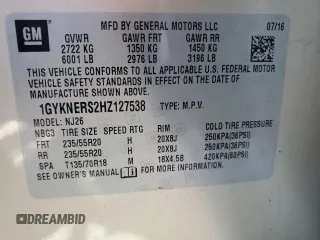 GM
MFD BY GENERAL MOTORS LLC
07/16
GVWR GAWR FRT GAWR RR
2722 KG 1350 KG 1450 KG
6001 LB 2976 LB 3196 LB
THIS VEHICLE CONFORMS TO ALL APPLICABLE U.S. FEDERAL MOTOR
VEHICLE SAFETY STANDARDS IN EFFECT ON THE DATE OF
MANUFACTURE SHOWN ABOVE.
1GYKNERS2HZ127538 TYPE: M.P.V.
MODEL: NJ26
NBG3 TIRE SIZE SPEED RTG RIM COLD TIRE PRESSURE
FRT 235/55R20 H 20X8J 250KPA(36PSI)
RR 235/55R20 H 20X8J 250KPA(36PSI)
SPA T135/70R18 M 18X4.5B 420KPA(60PSI)
SEE OWNER'S MANUAL FOR ADDITIONAL INFORMATION.
DREAMBID